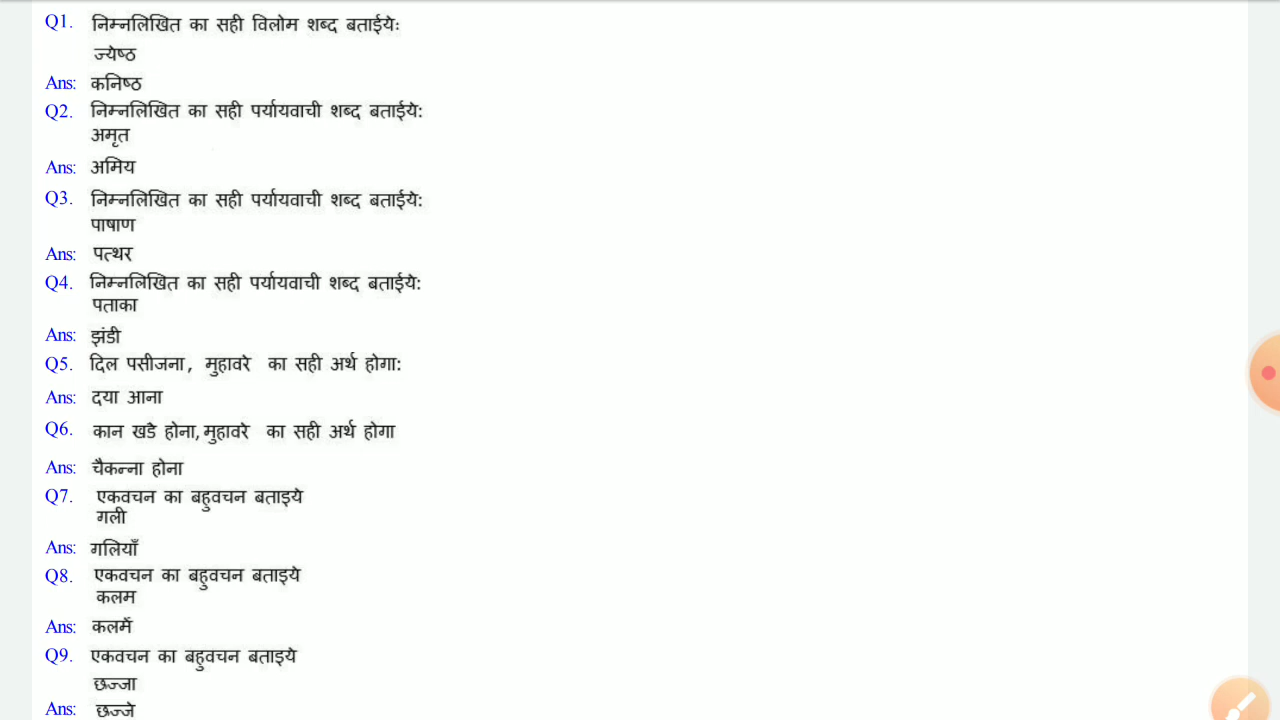 Q1. निम्नलिखित का सही विलोम शब्द बताईयेः
ज्येष्ठ
Ans: कनिष्ठ
Q2. निम्नलिखित का सही पर्यायवाची शब्द बताईये:
अमृत
Ans: अमिय
Q3. निम्नलिखित का सही पर्यायवाची शब्द बताईये:
पाषाण
Ans: पत्थर
Q4. निम्नलिखित का सही पर्यायवाची शब्द बताईये:
पताका
Ans: झंडी
Q5. दिल पसीजना, मुहावरे का सही अर्थ होगा:
Ans: दया आना
Q6. कान खडे होना, मुहावरे का सही अर्थ होगा
Ans: चैकन्ना होना
Q7. एकवचन का बहुवचन बताइये
गली
Ans: गलियाँ
Q8. एकवचन का बहुवचन बताइये
कलम
Ans: कलमें
Q9. एकवचन का बहुवचन बताइये
छज्जा
Ans: छज्जे